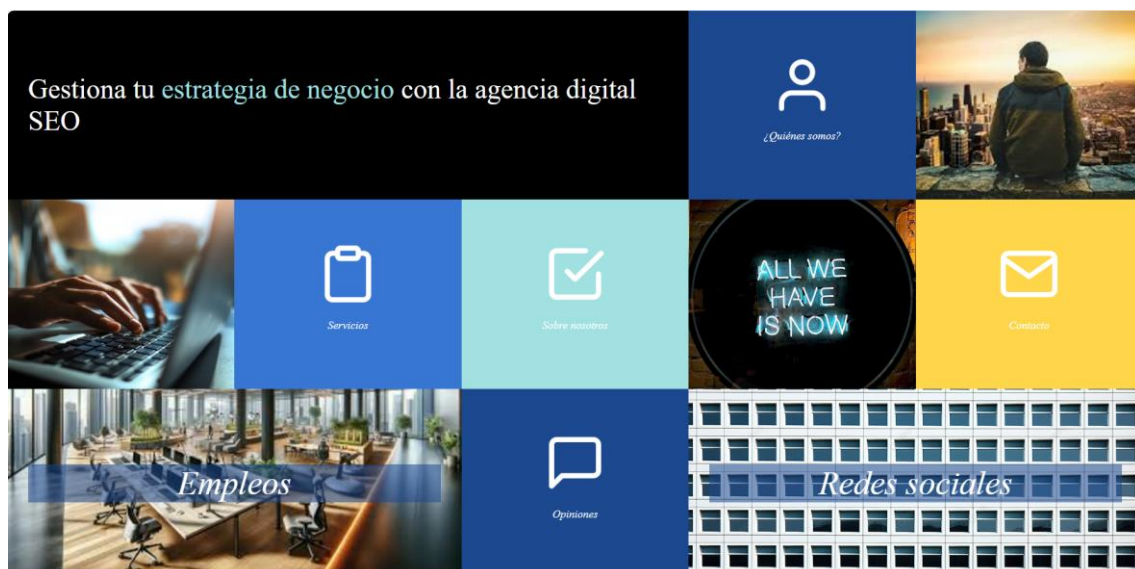 Gestiona tu estrategia de negocio con la agencia digital
SEO
¿Quiénes somos?
Servicios
Sobre nosotros
ALL WE
HAVE
IS NOW
Contacto
Empleos
Opiniones
Redes sociales